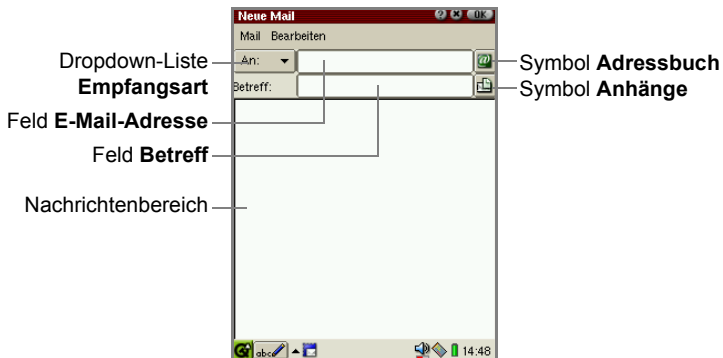 Neue Mail ? x OK
Mail Bearbeiten
Dropdown-Liste
Empfangsart
An:
Symbol Adressbuch
Betreff:
Symbol Anhänge
Feld E-Mail-Adresse
Feld Betreff
Nachrichtenbereich
abc 14:48